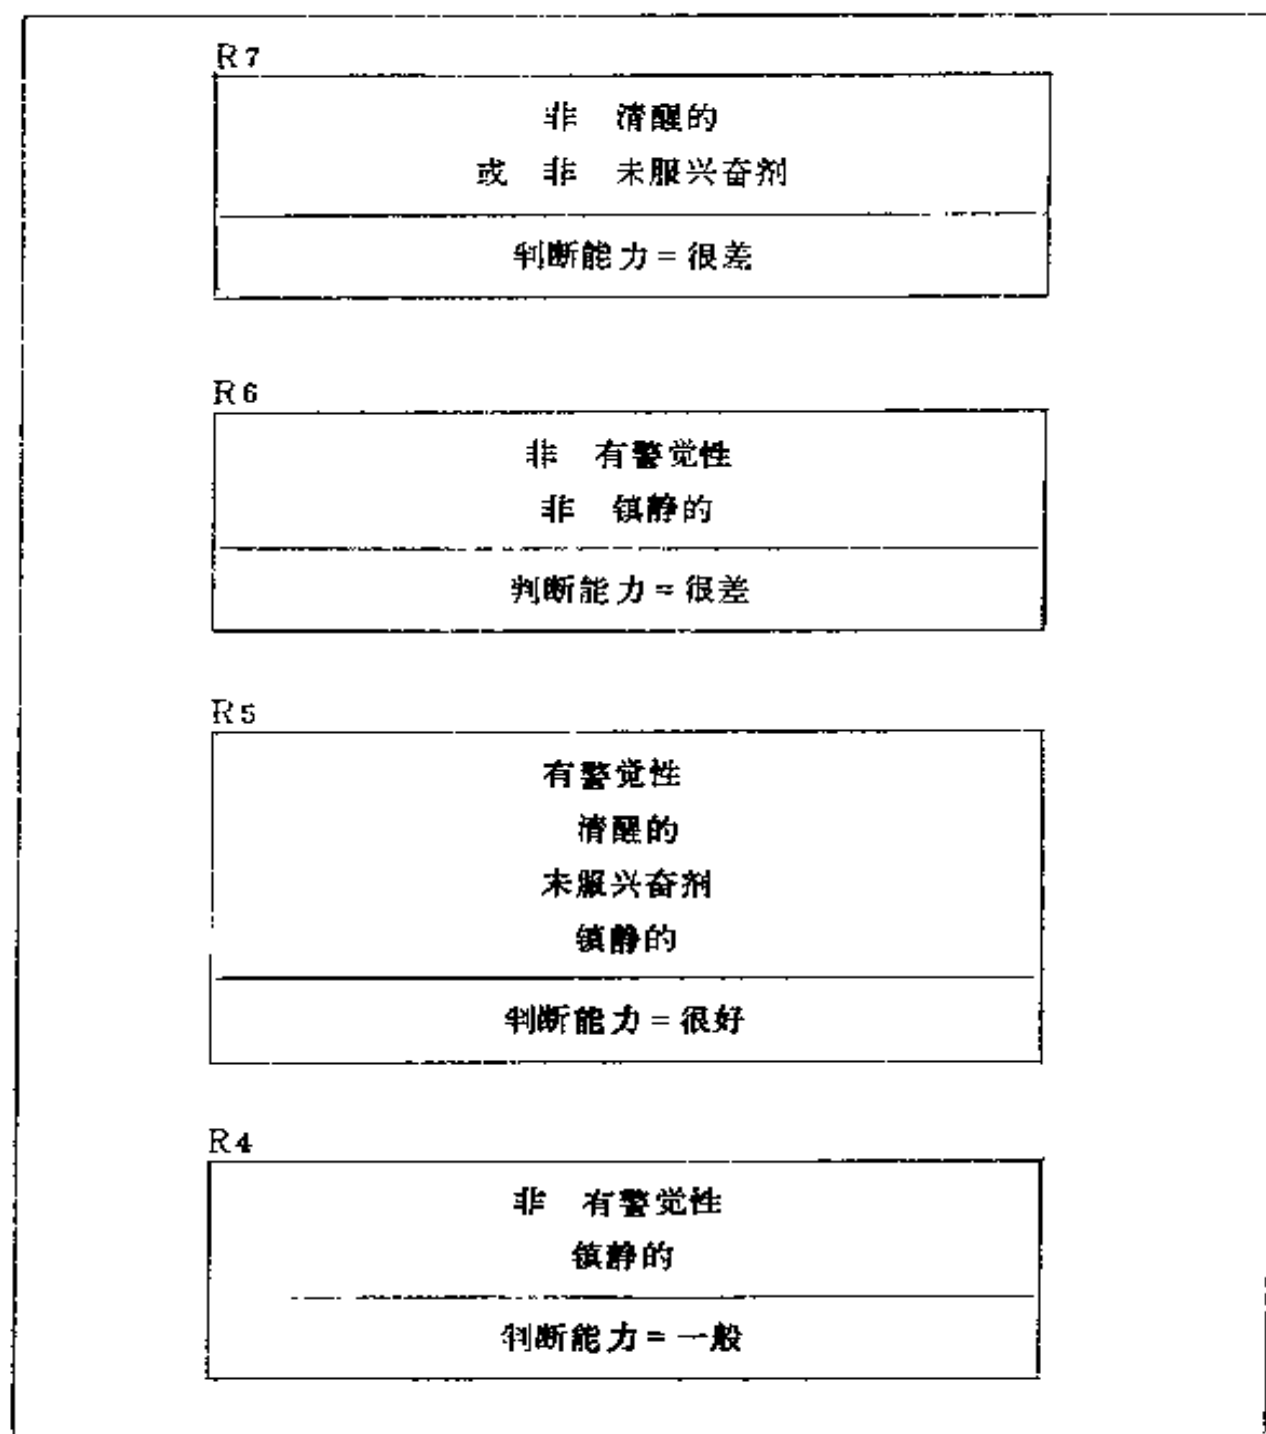 R7
非 清醒的
或 非 未服兴奋剂
判断能力=很差
R6
非 有警觉性
非 镇静的
判断能力=很差
R5
有警觉性
清醒的
未服兴奋剂
镇静的
判断能力=很好
R4
非 有警觉性
镇静的
判断能力=一般